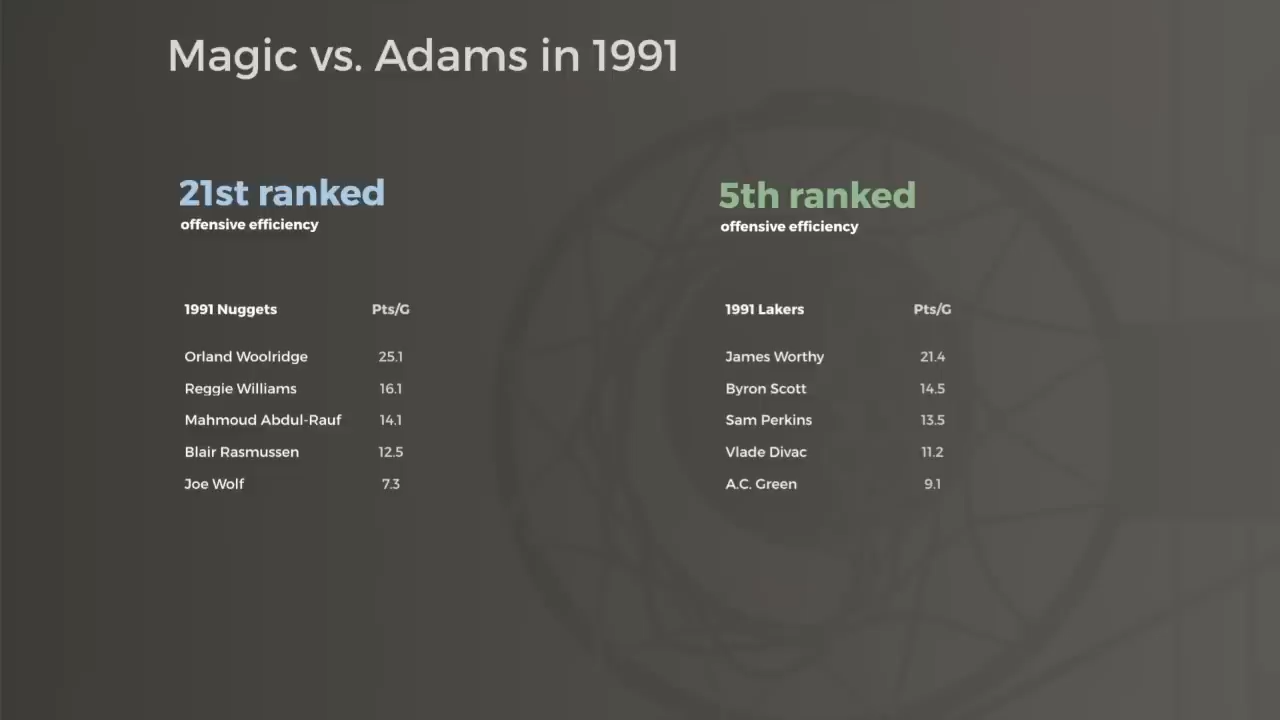 Magic vs. Adams in 1991
21st ranked
offensive efficiency
1991 Nuggets Pts/G
Orland Woolridge 25.1
Reggie Williams 16.1
Mahmoud Abdul-Rauf 14.1
Blair Rasmussen 12.5
Joe Wolf 7.3
5th ranked
offensive efficiency
1991 Lakers Pts/G
James Worthy 21.4
Byron Scott 14.5
Sam Perkins 13.5
Vlade Divac 11.2
A.C. Green 9.1